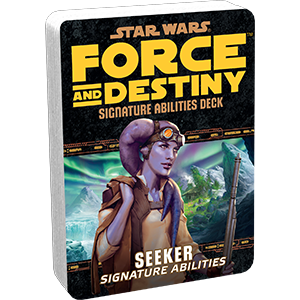 STAR WARS
FORCE
AND DESTINY
SIGNATURE ABILITIES DECK
SEEKER
SIGNATURE ABILITIES